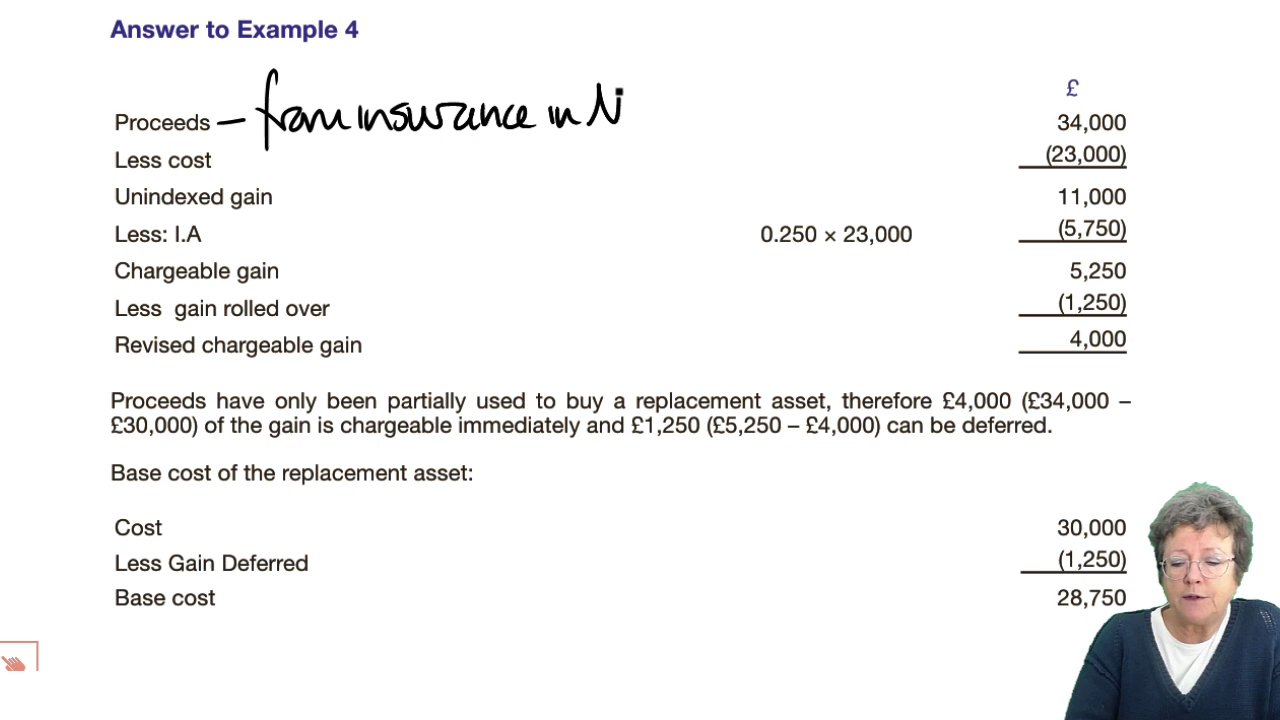 Answer to Example 4
£
Proceeds – from insurance in N 34,000
Less cost (23,000)
Unindexed gain 11,000
Less: I.A 0.250 × 23,000 (5,750)
Chargeable gain 5,250
Less gain rolled over (1,250)
Revised chargeable gain 4,000
Proceeds have only been partially used to buy a replacement asset, therefore £4,000 (£34,000 –
£30,000) of the gain is chargeable immediately and £1,250 (£5,250 – £4,000) can be deferred.
Base cost of the replacement asset:
Cost 30,000
Less Gain Deferred (1,250)
Base cost 28,750